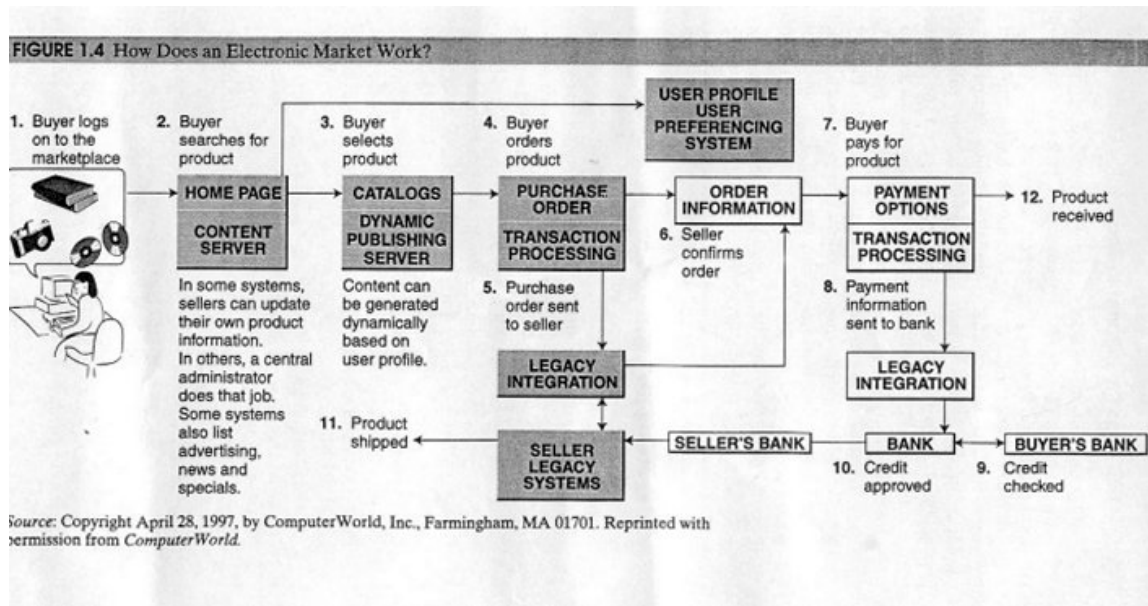 FIGURE 1.4 How Does an Electronic Market Work?
USER PROFILE
USER
PREFERENCING
SYSTEM
1. Buyer logs
on to the
marketplace
2. Buyer
searches for
product
3. Buyer
selects
product
4. Buyer
orders
product
7. Buyer
pays for
product
HOME PAGE
CONTENT
SERVER
CATALOGS
DYNAMIC
PUBLISHING
SERVER
PURCHASE
ORDER
TRANSACTION
PROCESSING
ORDER
INFORMATION
6. Seller
confirms
order
PAYMENT
OPTIONS
TRANSACTION
PROCESSING
12. Product
received
In some systems,
sellers can update
their own product
information.
In others, a central
administrator
does that job.
Some systems
also list
advertising,
news and
specials.
Content can
be generated
dynamically
based on
user profile.
5. Purchase
order sent
to seller
8. Payment
information
sent to bank
LEGACY
INTEGRATION
LEGACY
INTEGRATION
11. Product
shipped
SELLER
LEGACY
SYSTEMS
SELLER'S BANK
BANK
BUYER'S BANK
10. Credit
approved
9. Credit
checked
Source: Copyright April 28, 1997, by ComputerWorld, Inc., Farmingham, MA 01701. Reprinted with
permission from ComputerWorld.